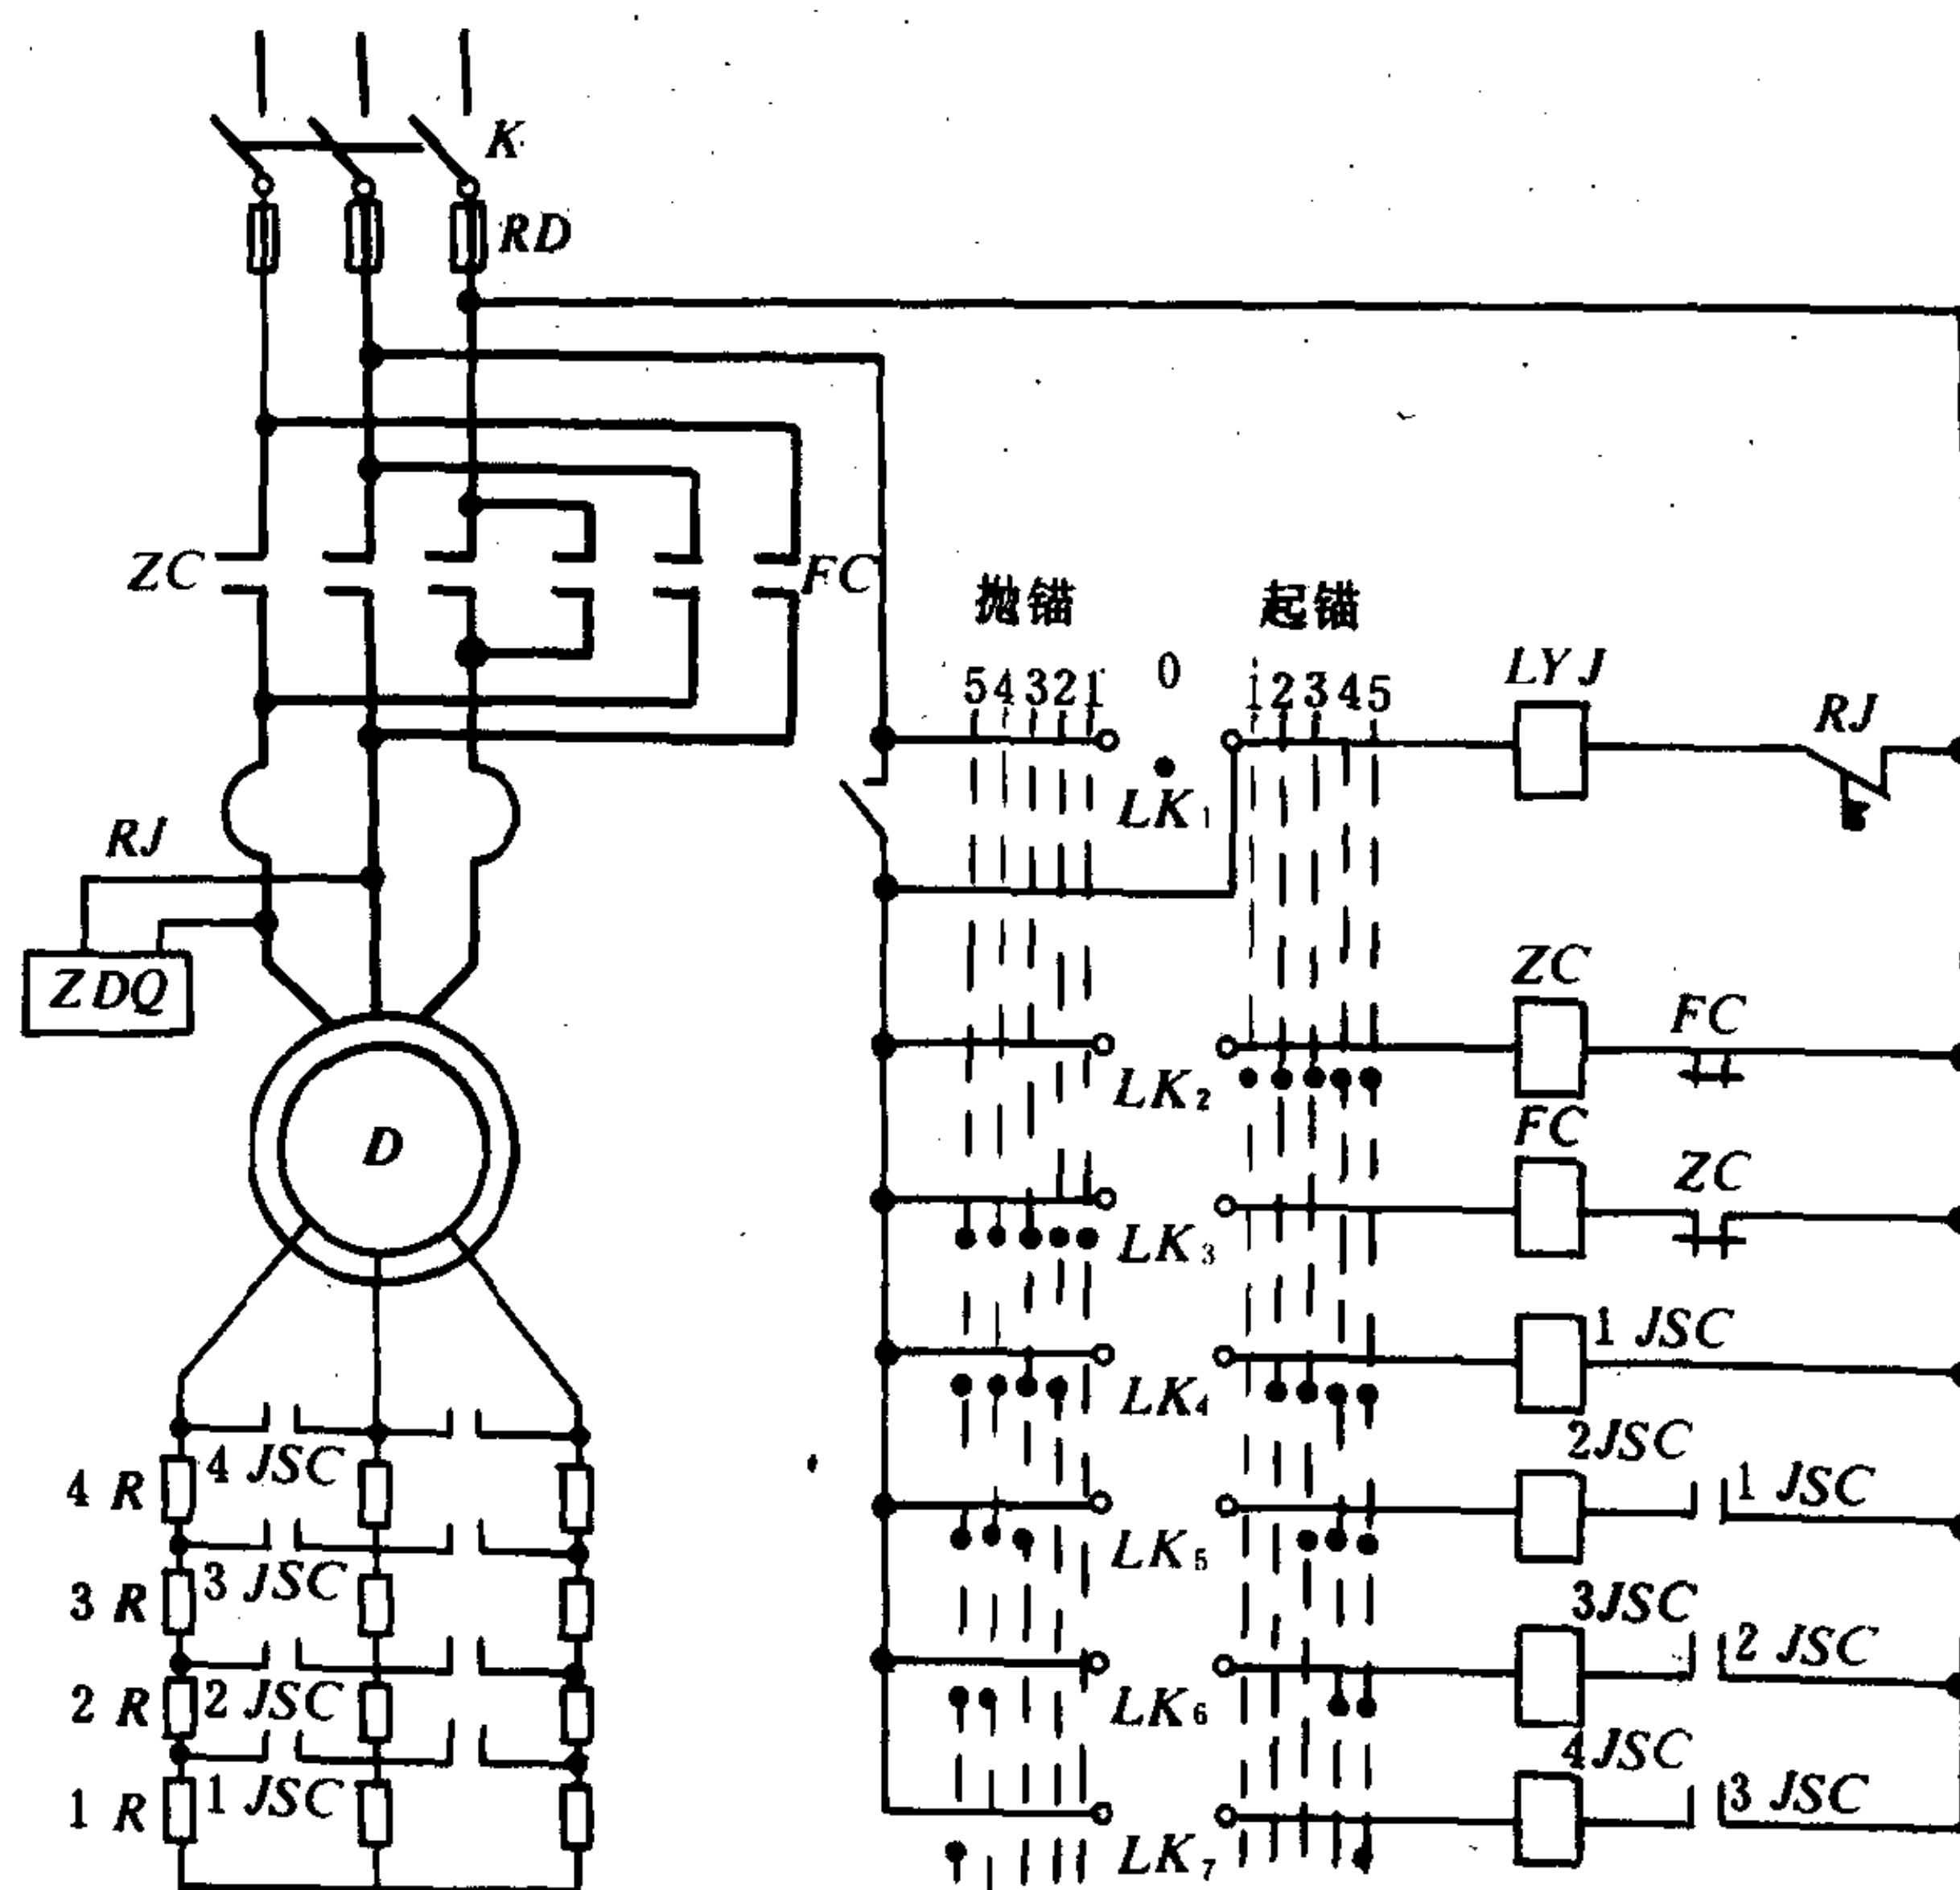 K
RD
ZC
FC
抛锚
起锚
54321
0
12345
LYJ
RJ
LK1
RJ
ZDQ
ZC
FC
LK2
FC
D
ZC
LK3
1 JSC
LK4
4 JSC
2JSC
4 R
1 JSC
LK5
3 JSC
3 R
3JSC
2 JSC
2 R
2 JSC
LK6
4JSC
1 R
1 JSC
3 JSC
LK7